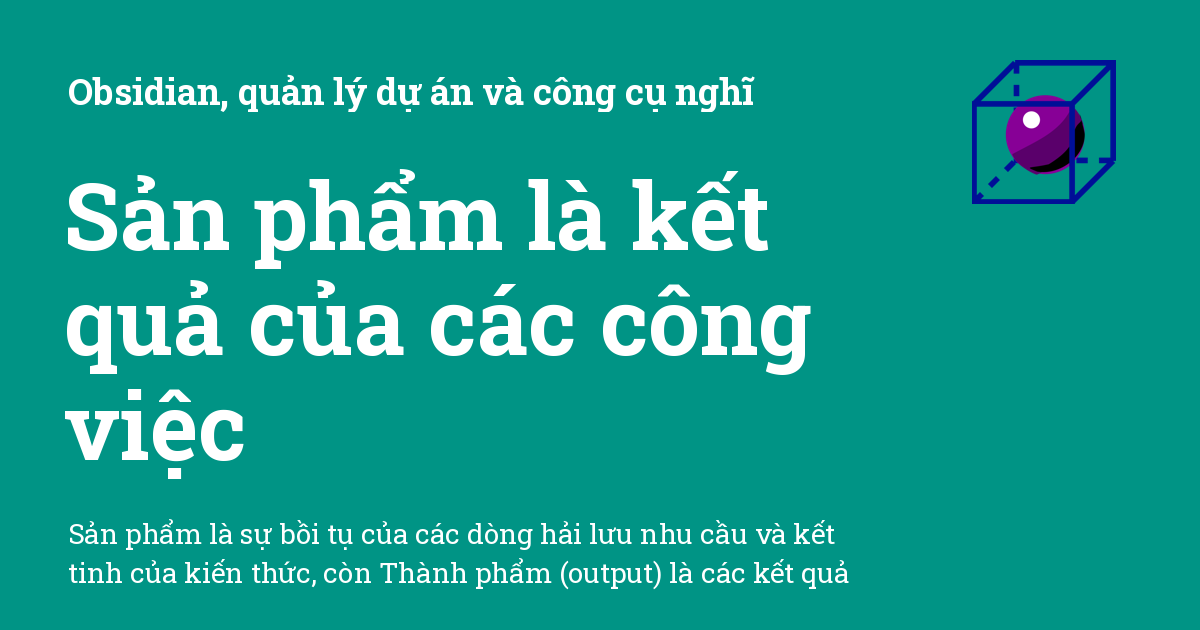 Obsidian, quản lý dự án và công cụ nghĩ
Sản phẩm là kết
quả của các công
việc
Sản phẩm là sự bồi tụ của các dòng hải lưu nhu cầu và kết
tinh của kiến thức, còn Thành phẩm (output) là các kết quả